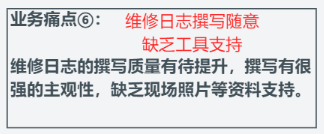 业务痛点⑥： 维修日志撰写随意
缺乏工具支持
维修日志的撰写质量有待提升，撰写有很
强的主观性，缺乏现场照片等资料支持。